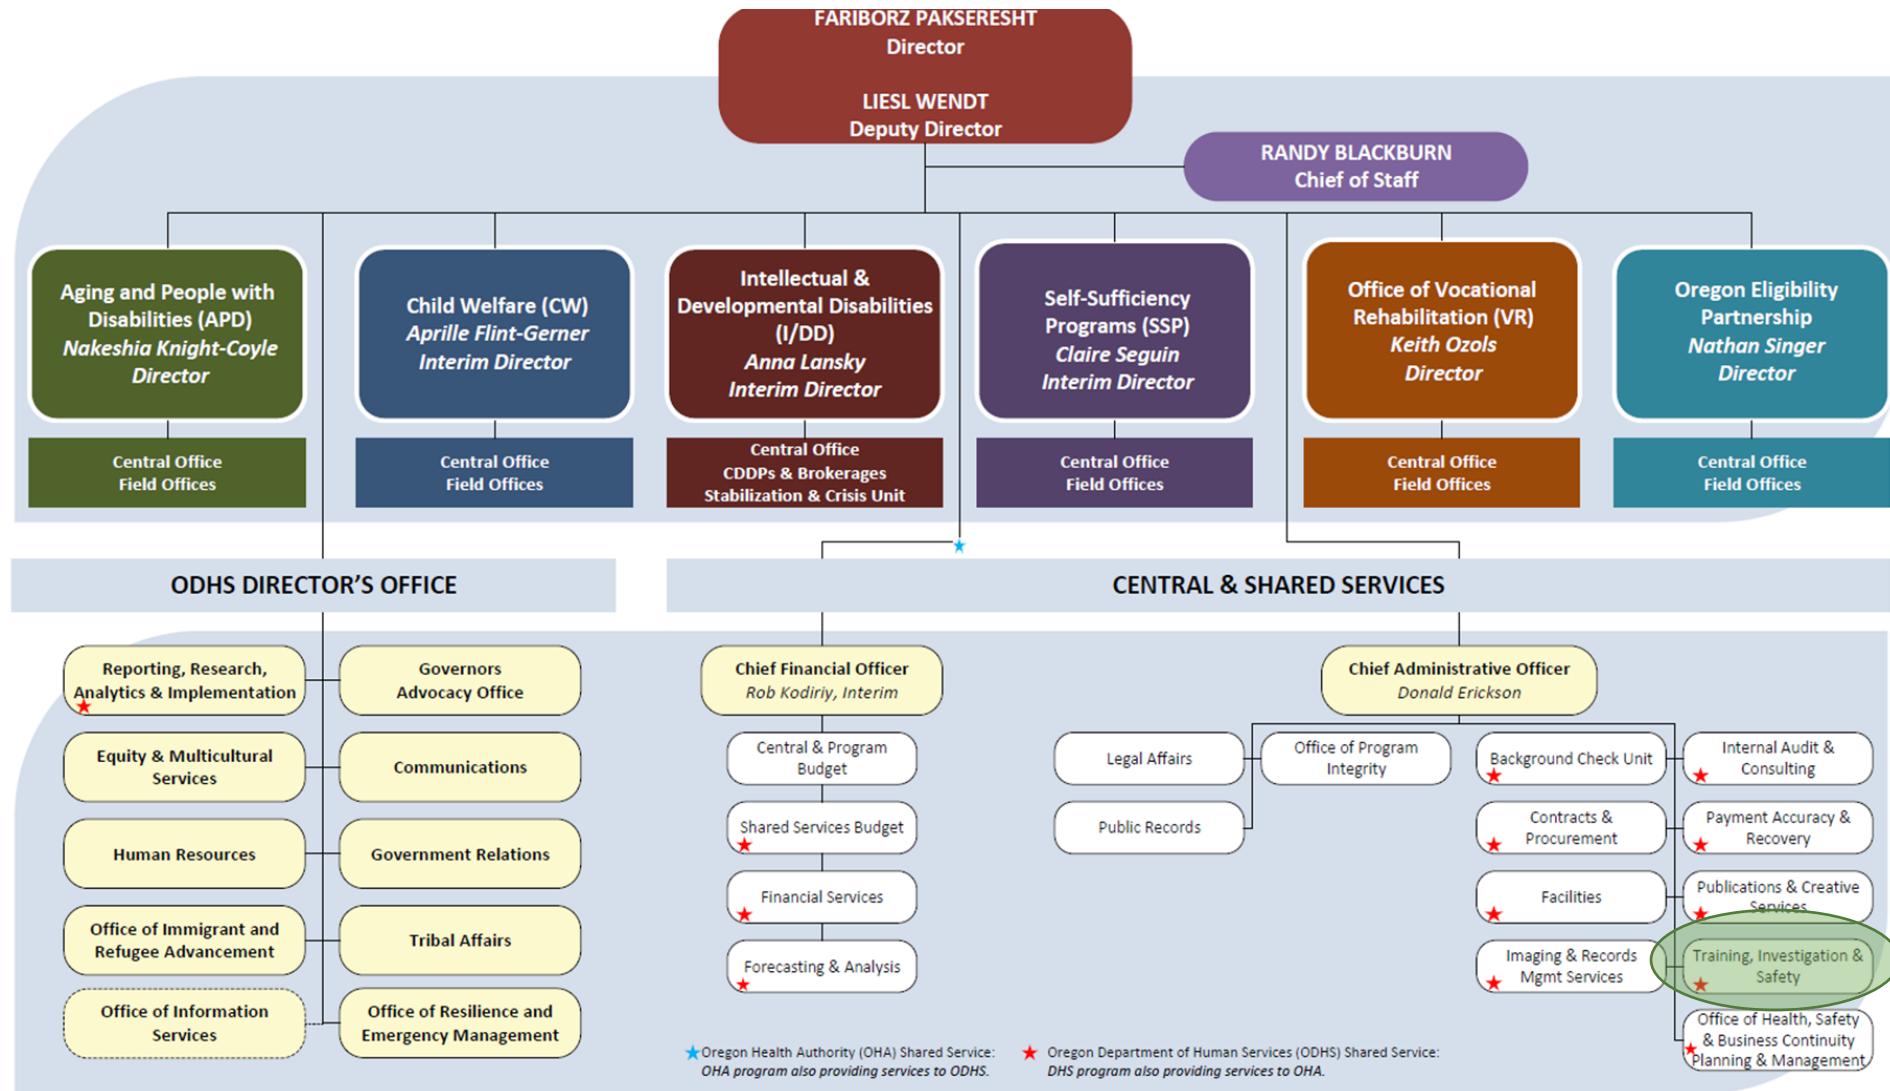 FARIBORZ PAKSERESHT
Director
LIESL WENDT
Deputy Director
RANDY BLACKBURN
Chief of Staff
Aging and People with
Disabilities (APD)
Nakeshia Knight-Coyle
Director
Central Office
Field Offices
Child Welfare (CW)
Aprille Flint-Gerner
Interim Director
Central Office
Field Offices
Intellectual &
Developmental Disabilities
(I/DD)
Anna Lansky
Interim Director
Central Office
CDDPs & Brokerages
Stabilization & Crisis Unit
Self-Sufficiency
Programs (SSP)
Claire Seguin
Interim Director
Central Office
Field Offices
Office of Vocational
Rehabilitation (VR)
Keith Ozols
Director
Central Office
Field Offices
Oregon Eligibility
Partnership
Nathan Singer
Director
Central Office
Field Offices
ODHS DIRECTOR'S OFFICE
Reporting, Research,
Analytics & Implementation
Governors
Advocacy Office
Equity & Multicultural
Services
Communications
Human Resources
Government Relations
Office of Immigrant and
Refugee Advancement
Tribal Affairs
Office of Information
Services
Office of Resilience and
Emergency Management
CENTRAL & SHARED SERVICES
Chief Financial Officer
Rob Kodiriy, Interim
Central & Program
Budget
Shared Services Budget
Financial Services
Forecasting & Analysis
Chief Administrative Officer
Donald Erickson
Legal Affairs
Office of Program
Integrity
Public Records
Background Check Unit
Internal Audit &
Consulting
Contracts &
Procurement
Payment Accuracy &
Recovery
Facilities
Publications & Creative
Services
Imaging & Records
Mgmt Services
Training, Investigation &
Safety
Office of Health, Safety
& Business Continuity
Planning & Management
Oregon Health Authority (OHA) Shared Service:
OHA program also providing services to ODHS.
Oregon Department of Human Services (ODHS) Shared Service:
DHS program also providing services to OHA.